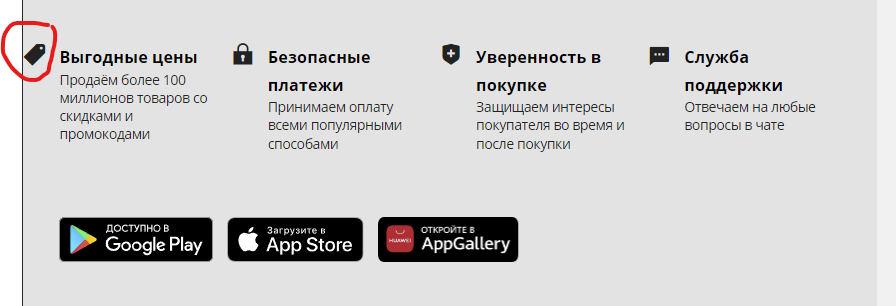 Выгодные цены
Продаём более 100
миллионов товаров со
скидками и
промокодами
Безопасные
платежи
Принимаем оплату
всеми популярными
способами
Уверенность в
покупке
Защищаем интересы
покупателя во время и
после покупки
Служба
поддержки
Отвечаем на любые
вопросы в чате
ДОСТУПНО В
Google Play
Загрузите в
App Store
HUAWEI
ОТКРОЙТЕ В
AppGallery